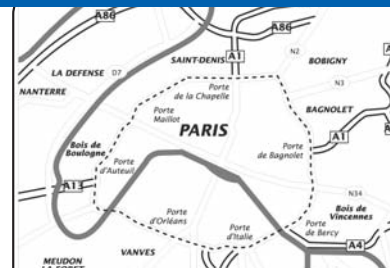 A86
A86
SAINT-DENIS
A1
N2
BOBIGNY
LA DEFENSE
D7
Porte
de la Chapelle
N3
NANTERRE
Porte
Maillot
BAGNOLET
PARIS
A1
Bois de
Boulogne
Porte
de Bagnolet
Porte
d'Auteuil
A13
N34
Bois de
Vincennes
Porte
d'Orléans
Porte
d'Italie
Porte
de Bercy
A4
VANVES
MEUDON
LA FORET